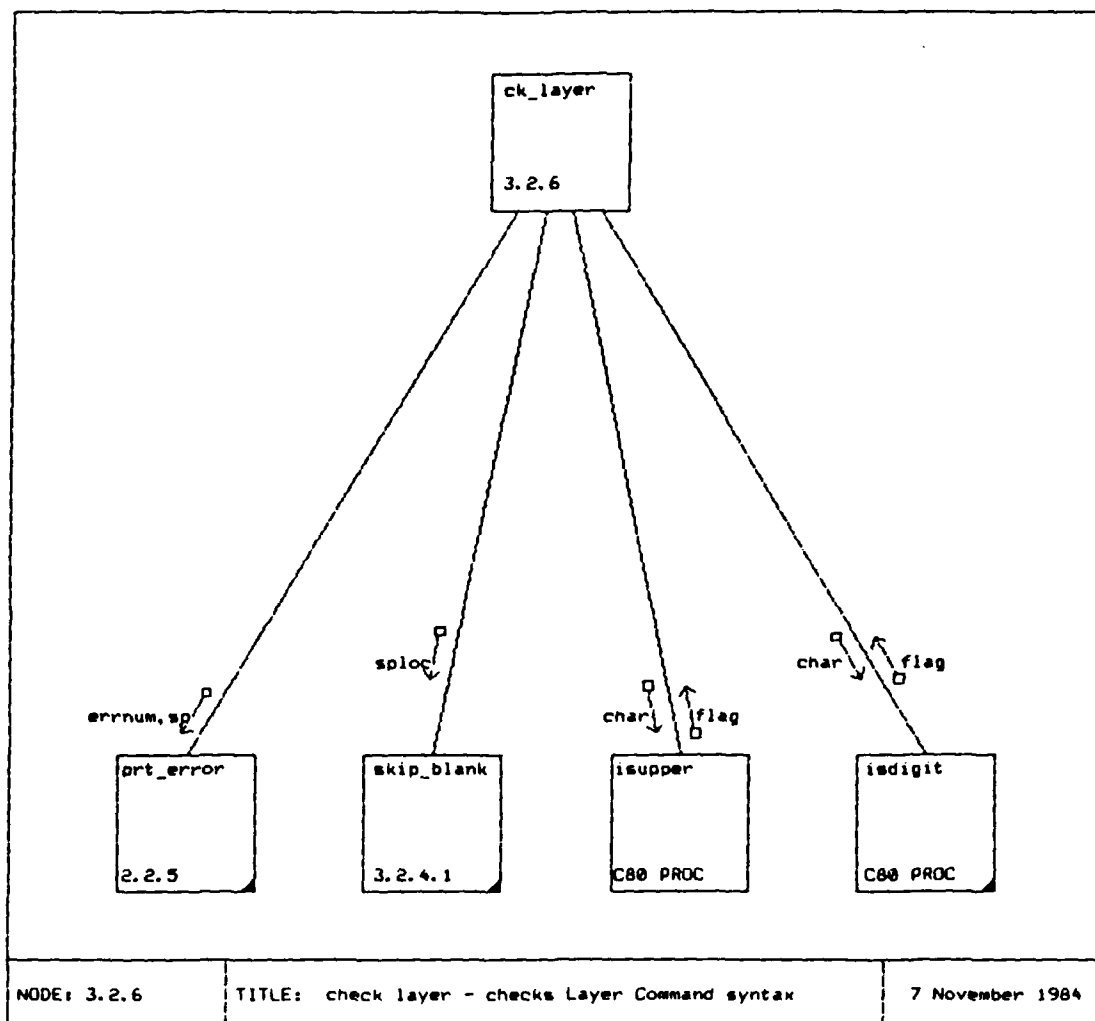 ck_layer
3.2.6
sploc
char
flag
errnum,sp
char
flag
prt_error
skip_blank
isupper
isdigit
2.2.5
3.2.4.1
C80 PROC
C80 PROC
NODE: 3.2.6
TITLE: check layer - checks Layer Command syntax
7 November 1984